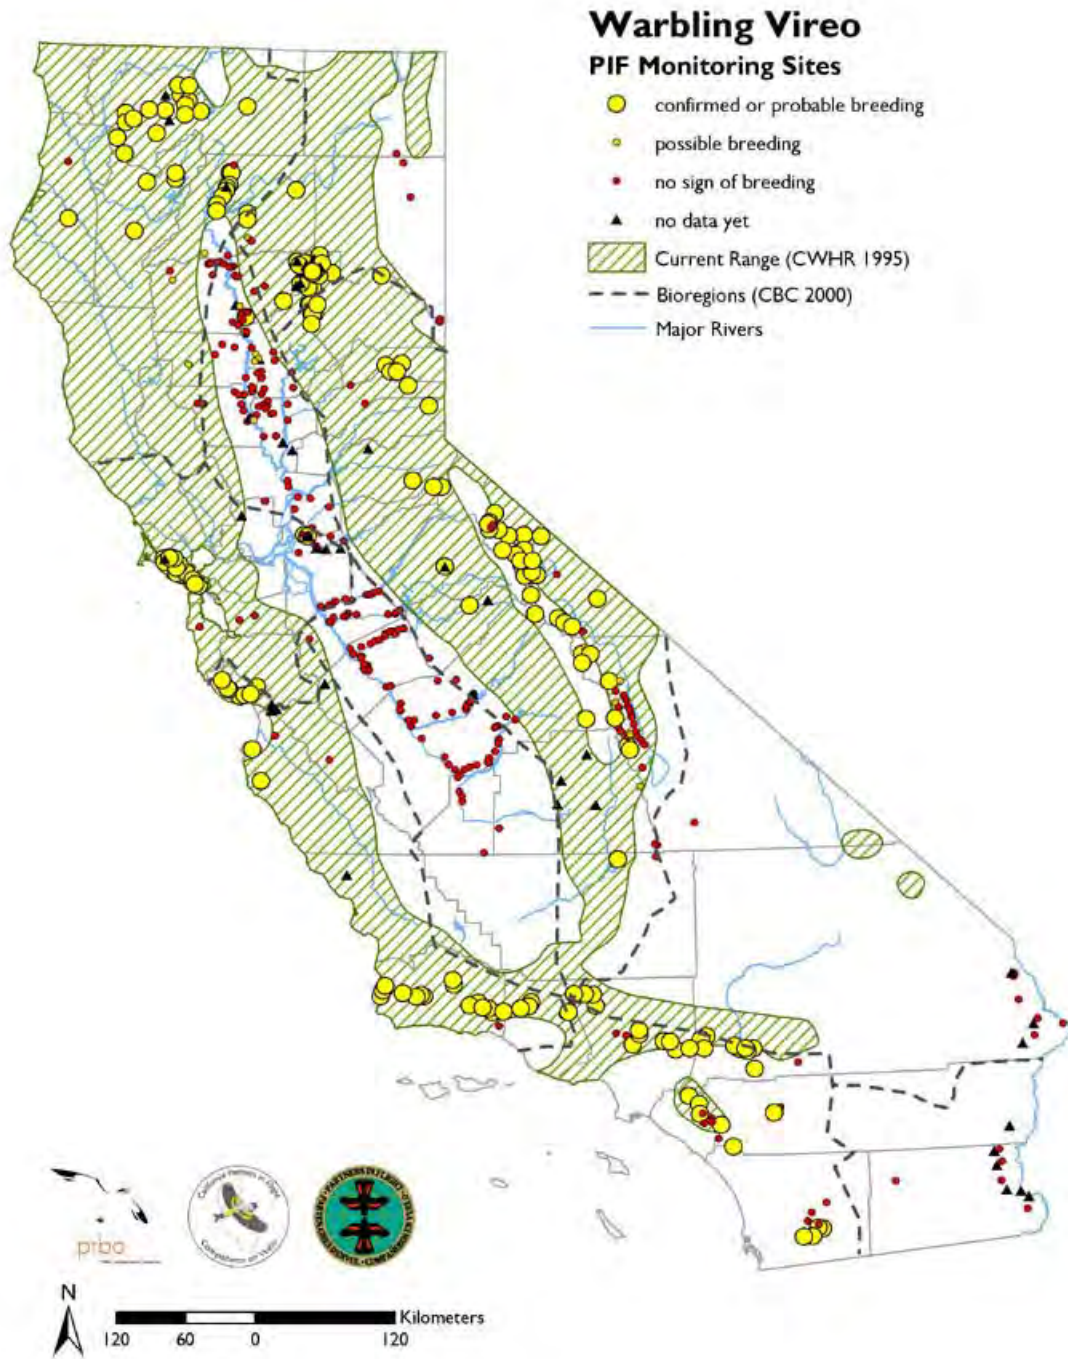 Warbling Vireo
PIF Monitoring Sites
confirmed or probable breeding
possible breeding
no sign of breeding
no data yet
Current Range (CWHR 1995)
Bioregions (CBC 2000)
Major Rivers
prbo
N
Kilometers
120 60 0 120